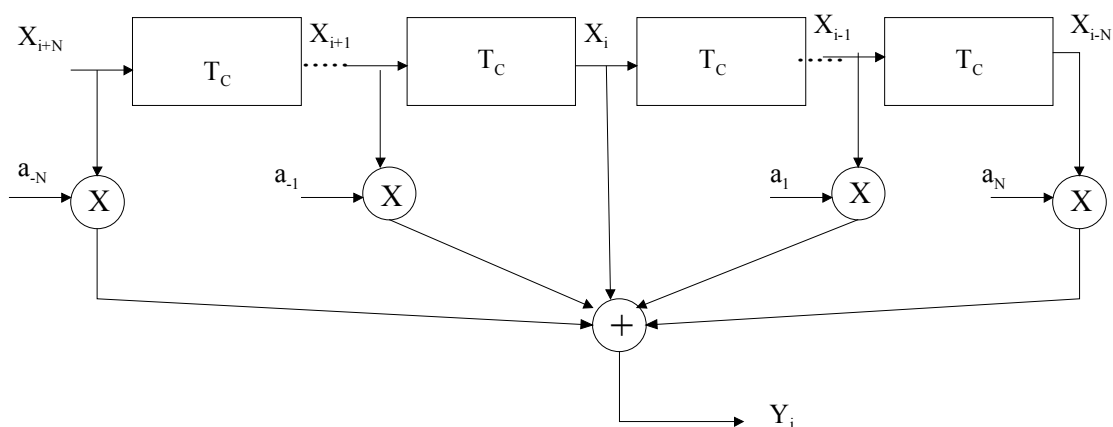 X_{i+N} X_{i+1} X_i X_{i-1} X_{i-N}
T_C T_C T_C T_C
a_{-N} X a_{-1} X a_1 X a_N X
+
Y_i